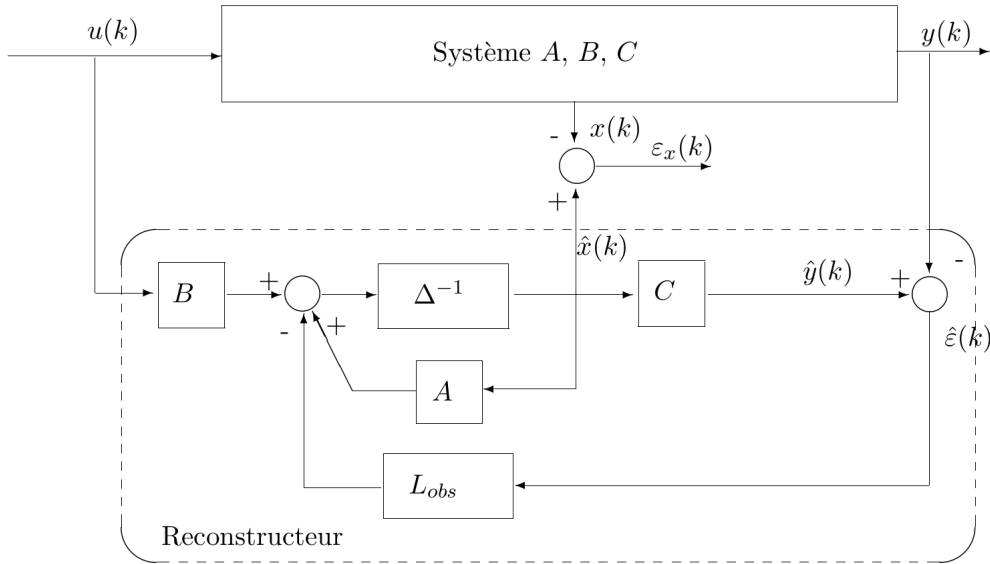 u(k)
Système A, B, C
y(k)
-
x(k)
ε_x(k)
+
x̂(k)
-
B
+
Δ⁻¹
C
ŷ(k)
+
-
+
ε̂(k)
A
L_obs
Reconstructeur